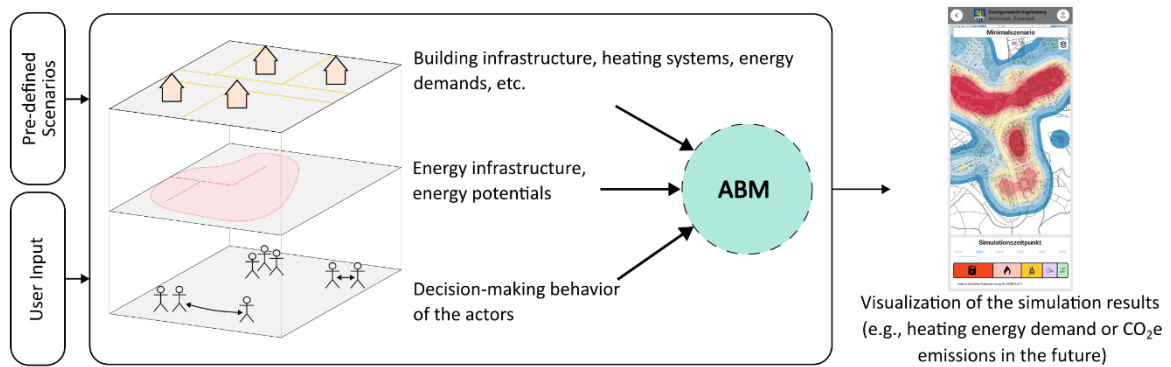 Pre-defined
Scenarios
User Input
Building infrastructure, heating systems, energy
demands, etc.
Energy infrastructure,
energy potentials
Decision-making behavior
of the actors
ABM
Stadtgemeinde Kapfenberg
Minimalszenario
Simulationszeitpunkt
Visualization of the simulation results
(e.g., heating energy demand or CO₂e
emissions in the future)